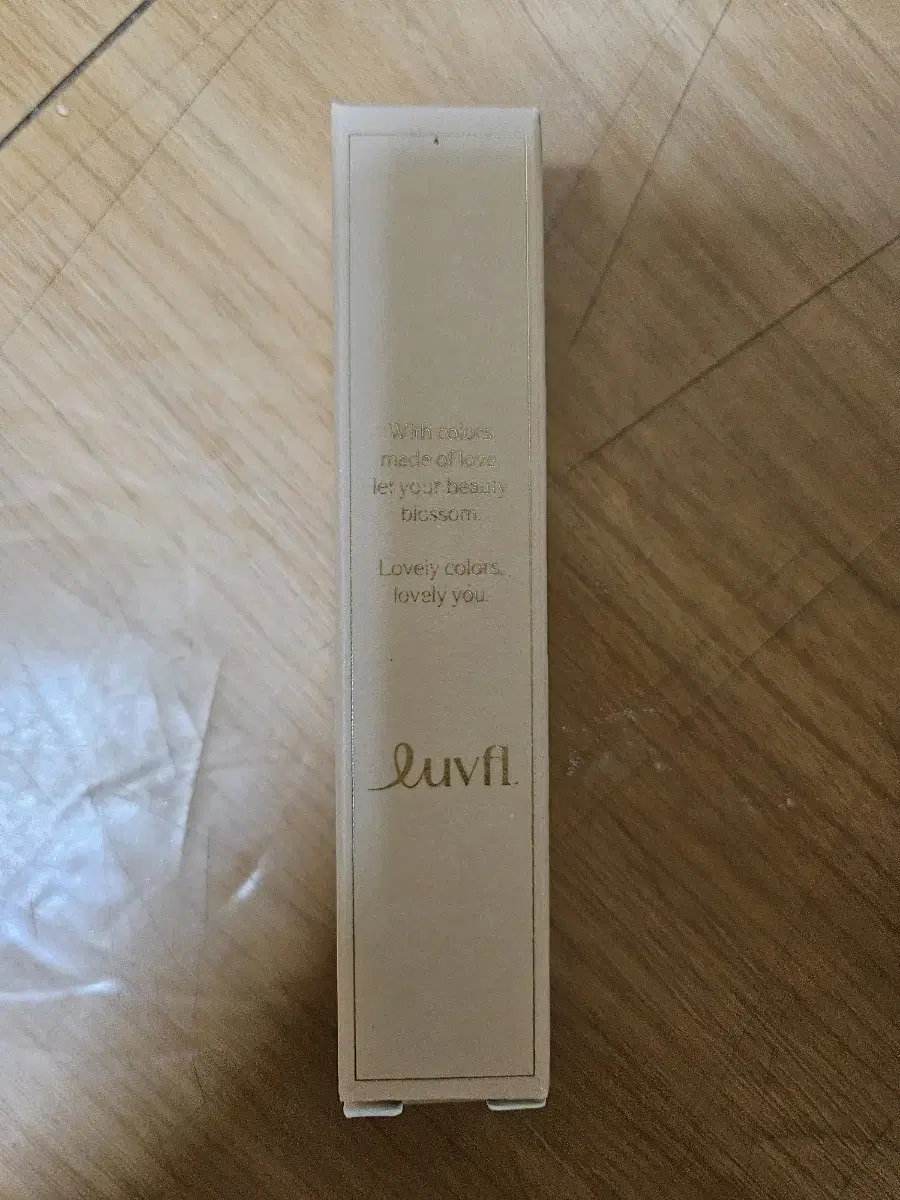 With colors
made of love
let your beauty
blossom.
Lovely colors,
lovely you.
luvfl.